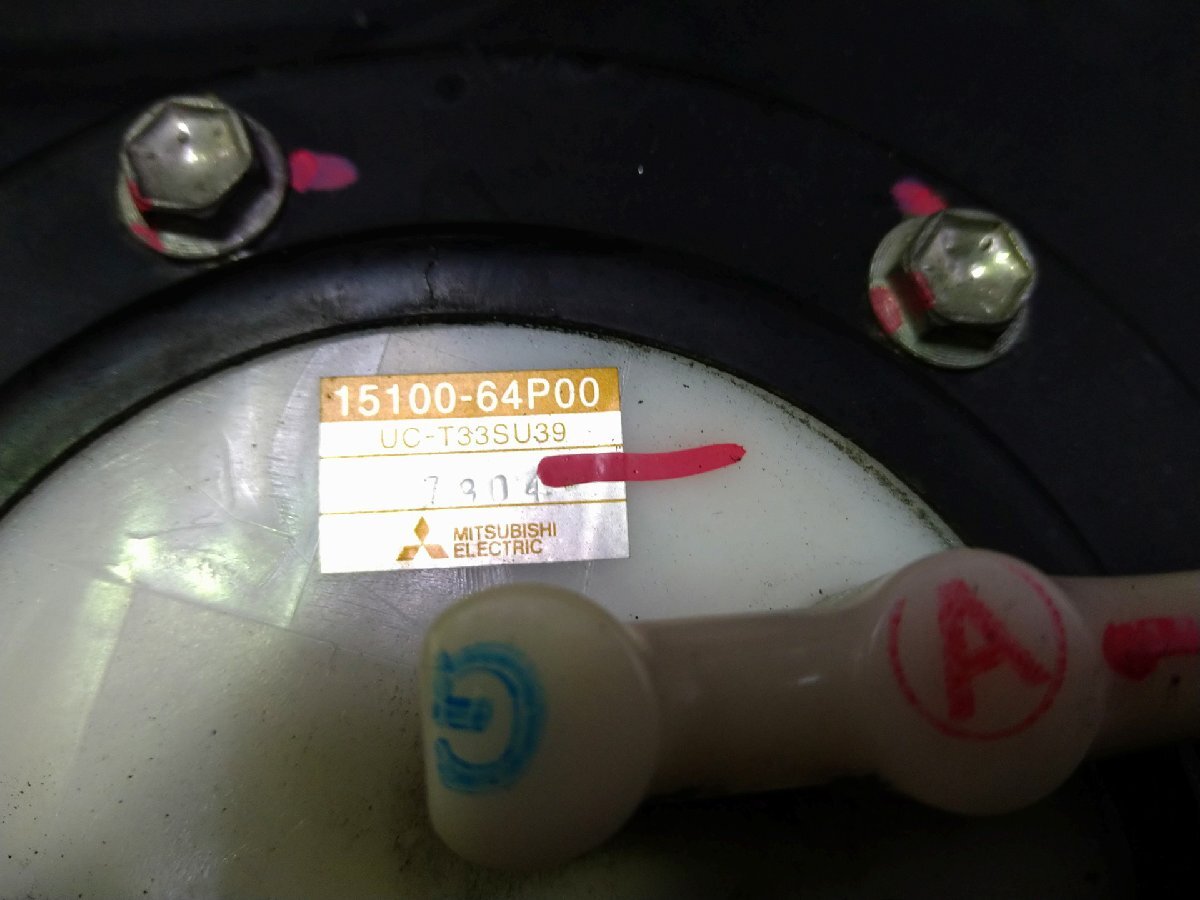 15100-64P00
UC-T33SU39
7304
MITSUBISHI
ELECTRIC
A